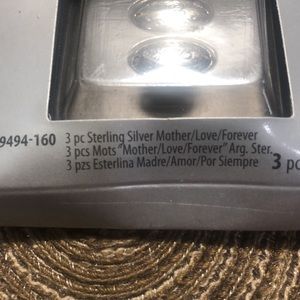 9494-160 3 pc Sterling Silver Mother/Love/Forever
3 pcs Mots "Mother/Love/Forever" Arg. Ster.
3 pzs Esterlina Madre/Amor/Por Siempre 3 pc